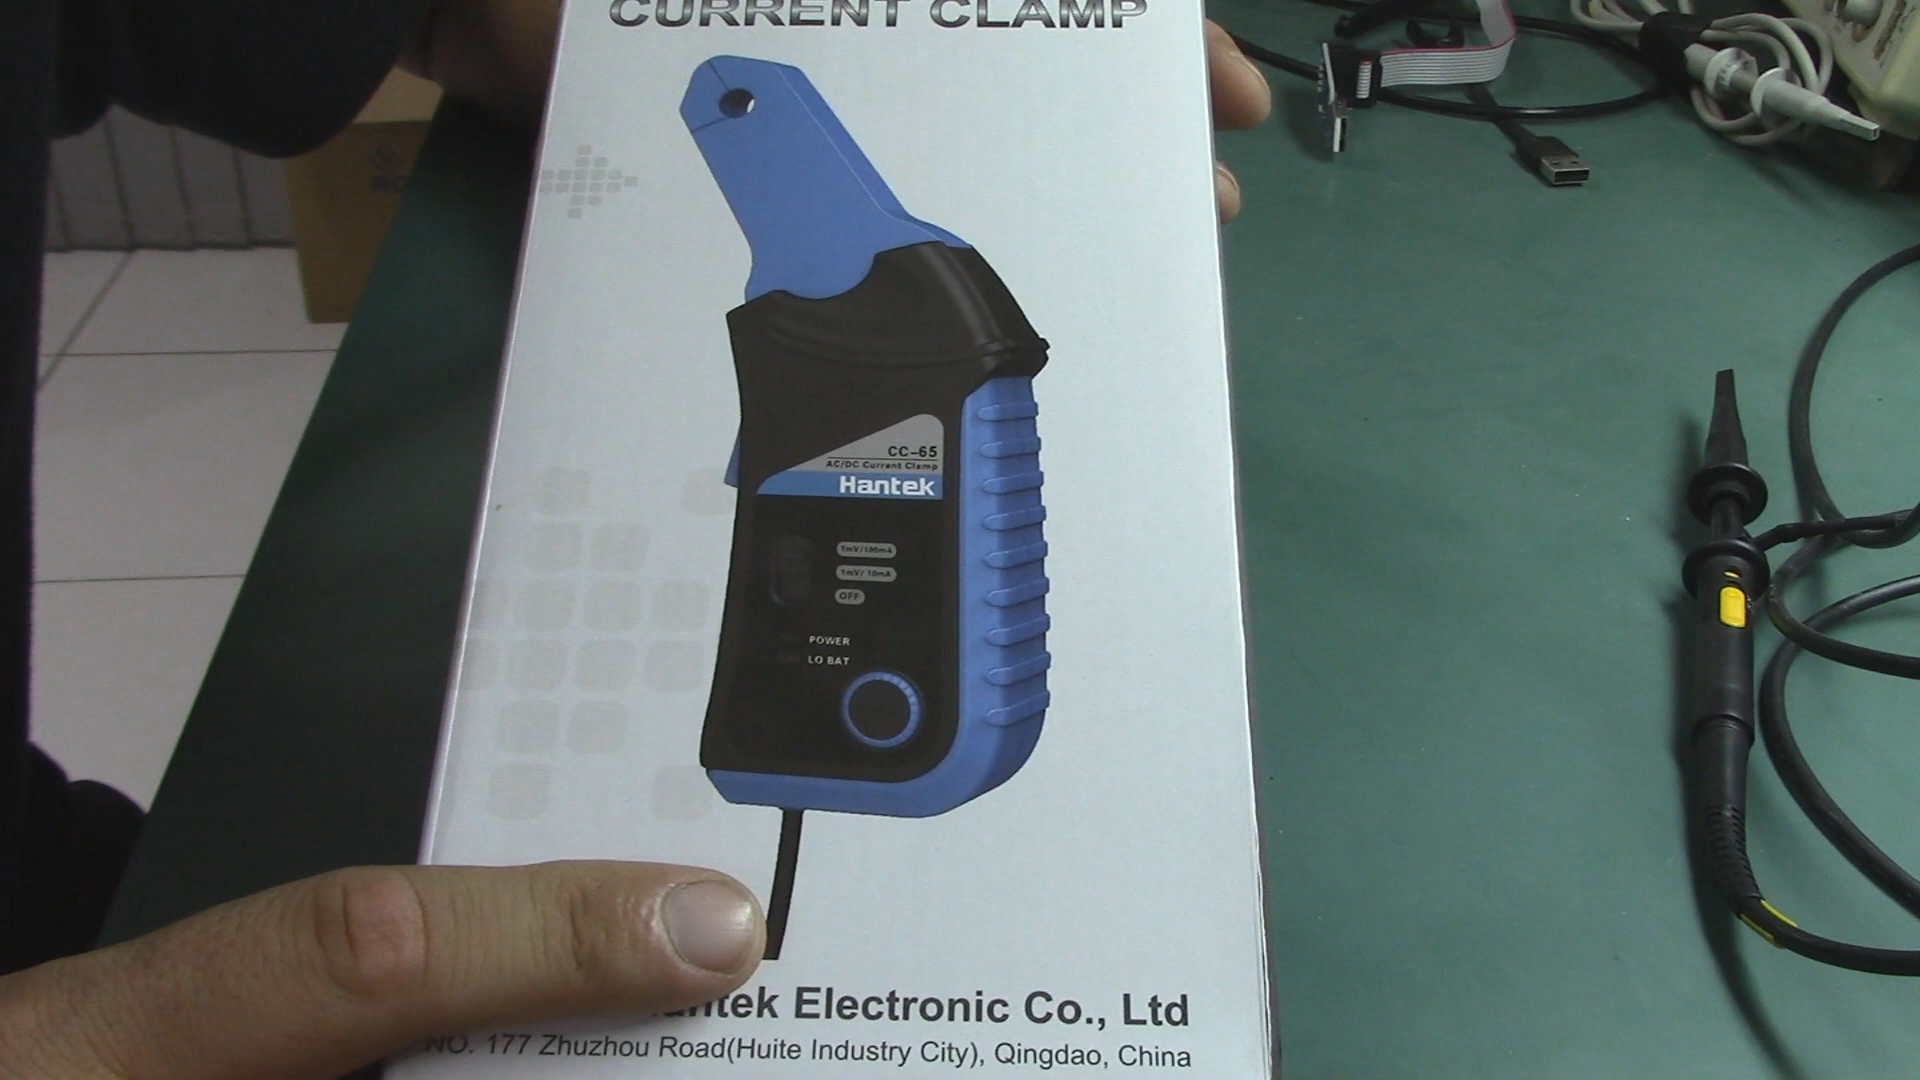 CURRENT CLAMP
CC-65
AC/DC Current Clamp
Hantek
1mV/100mA
1mV/ 10mA
OFF
POWER
LO BAT
Electronic Co., Ltd
NO. 177 Zhuzhou Road(Huite Industry City), Qingdao, China